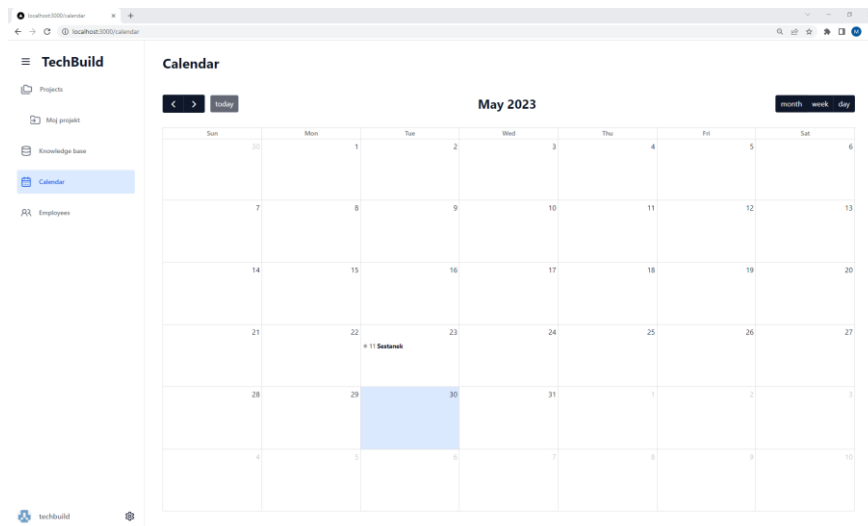 localhost:3000/calendar
localhost:3000/calendar
M
TechBuild
Projects
Moj projekt
Knowledge base
Calendar
Employees
techbuild
Calendar
today
May 2023
month week day
Sun Mon Tue Wed Thu Fri Sat
30 1 2 3 4 5 6
7 8 9 10 11 12 13
14 15 16 17 18 19 20
21 22 23 24 25 26 27
11 Sestanek
28 29 30 31 1 2 3
4 5 6 7 8 9 10